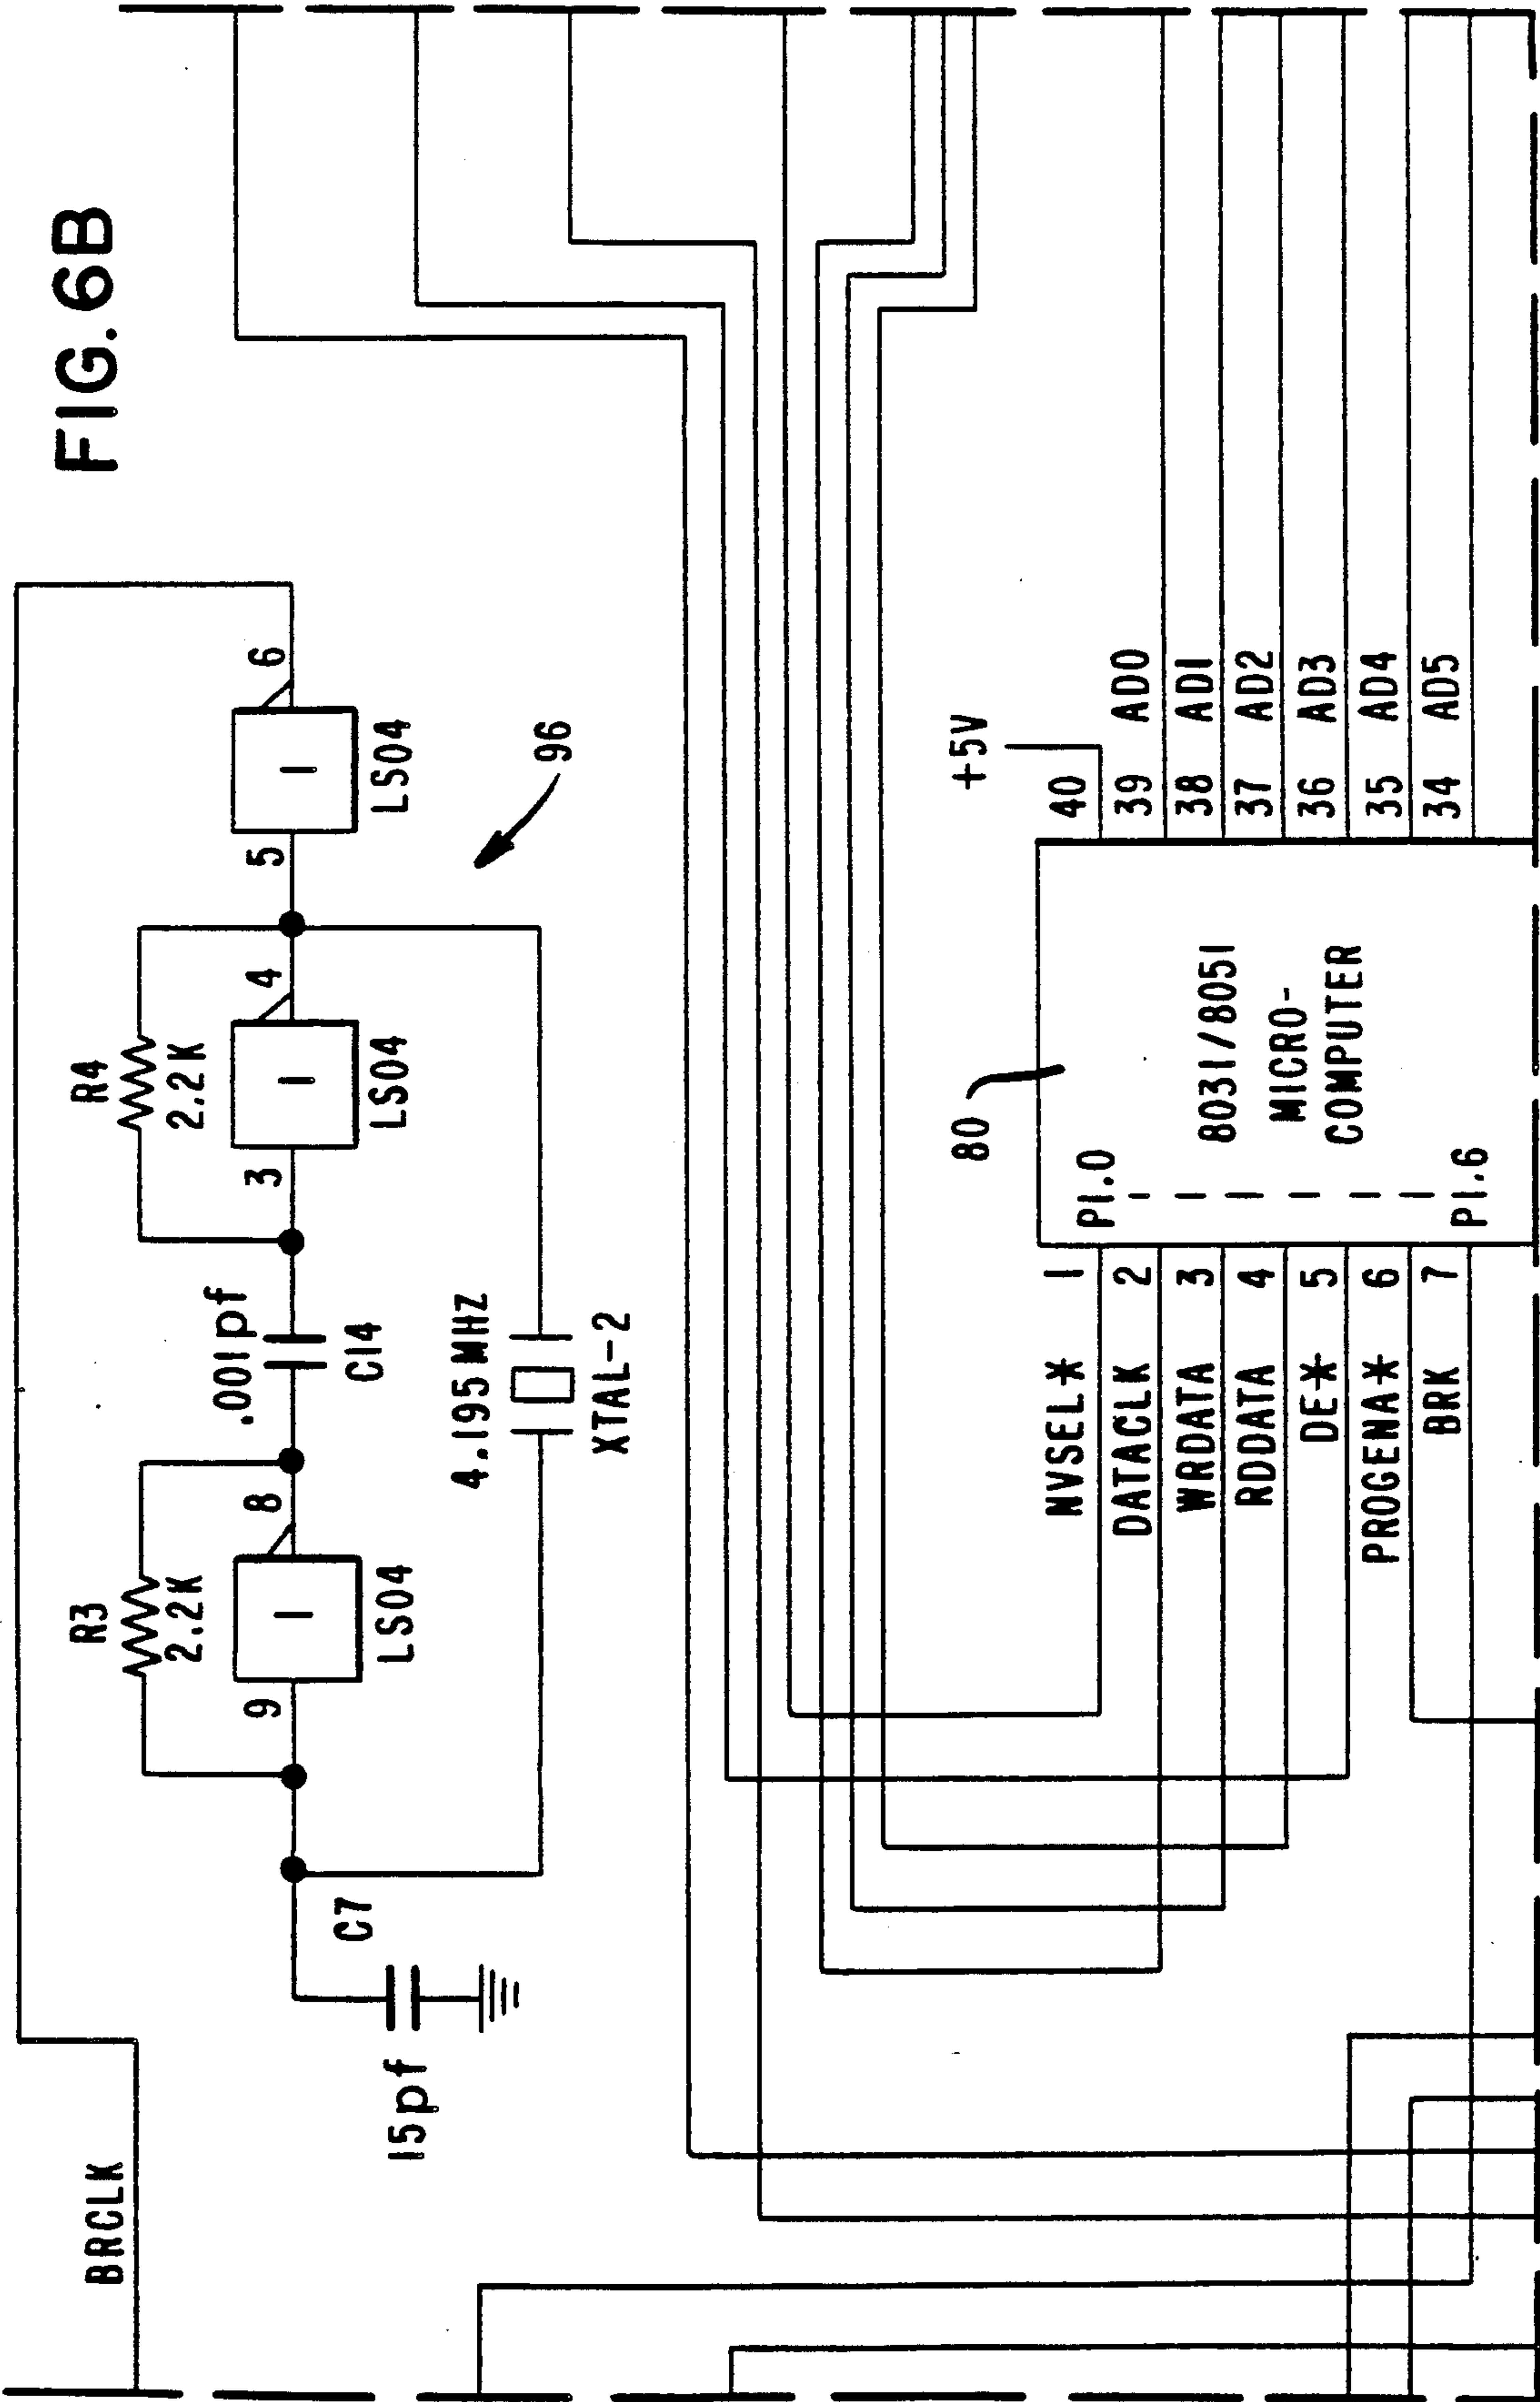 FIG. 6B
BRCLK
R3
2.2K
R4
2.2K
.001pf
C14
9
8
3
4
5
6
LS04
1
LS04
1
LS04
1
C7
15pf
4.195 MHZ
XTAL-2
96
80
+5V
NVSEL* 1
DATACLK 2
WRDATA 3
RDDATA 4
DE* 5
PROGENA* 6
BRK 7
P1.0
P1.6
8031/8051
MICRO-
COMPUTER
40
39 AD0
38 AD1
37 AD2
36 AD3
35 AD4
34 AD5